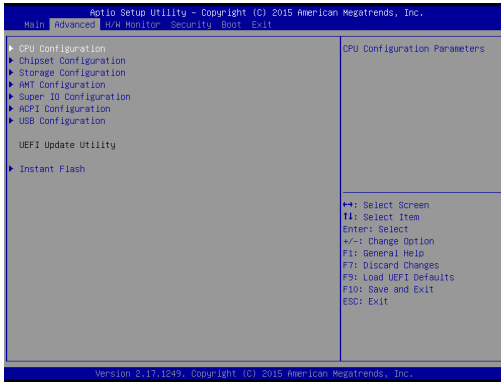 Aptio Setup Utility – Copyright (C) 2015 American Megatrends, Inc.
Main Advanced H/W Monitor Security Boot Exit
CPU Configuration
Chipset Configuration
Storage Configuration
AMT Configuration
Super IO Configuration
ACPI Configuration
USB Configuration
UEFI Update Utility
Instant Flash
CPU Configuration Parameters
↔: Select Screen
↑↓: Select Item
Enter: Select
+/-: Change Option
F1: General Help
F7: Discard Changes
F9: Load UEFI Defaults
F10: Save and Exit
ESC: Exit
Version 2.17.1249. Copyright (C) 2015 American Megatrends, Inc.